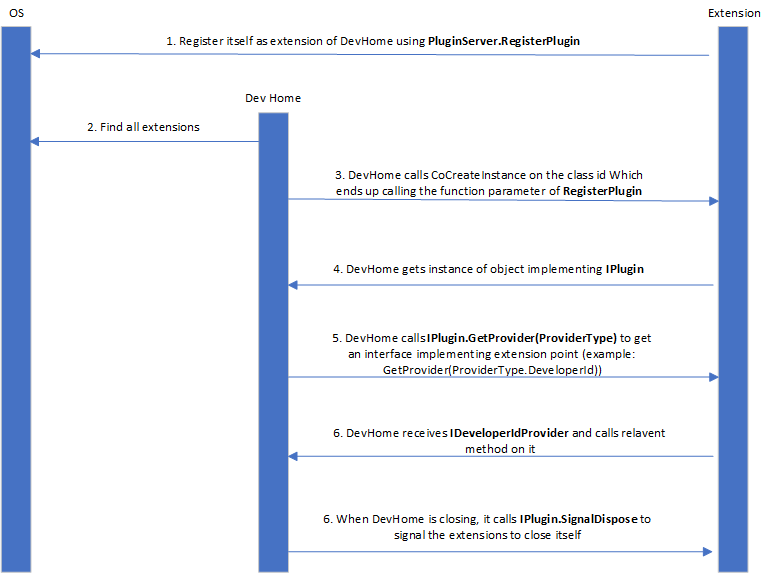 OS
Extension
1. Register itself as extension of DevHome using PluginServer.RegisterPlugin
Dev Home
2. Find all extensions
3. DevHome calls CoCreateInstance on the class id Which
ends up calling the function parameter of RegisterPlugin
4. DevHome gets instance of object implementing IPlugin
5. DevHome callsIPlugin.GetProvider(ProviderType) to get
an interface implementing extension point (example:
GetProvider(ProviderType.DeveloperId))
6. DevHome receives IDeveloperIdProvider and calls relavent
method on it
6. When DevHome is closing, it calls IPlugin.SignalDispose to
signal the extensions to close itself